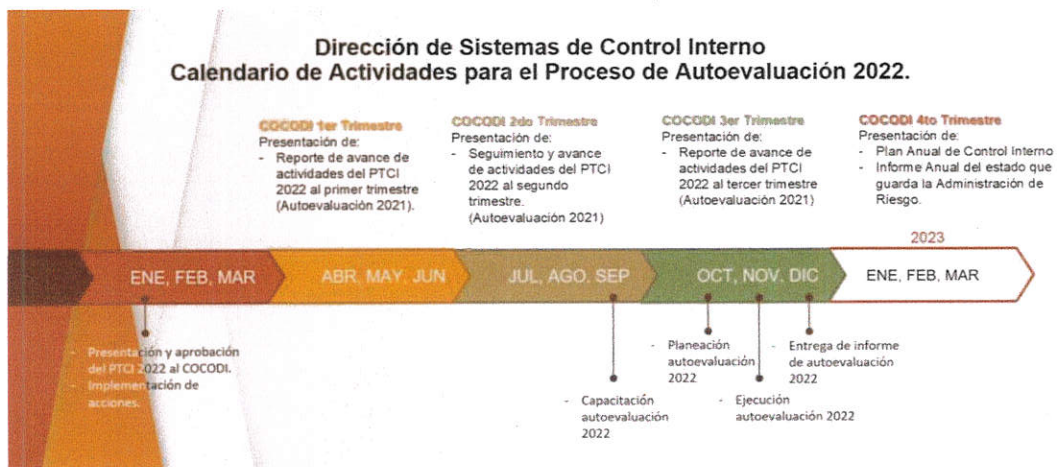 Dirección de Sistemas de Control Interno
Calendario de Actividades para el Proceso de Autoevaluación 2022.
COCODI 1er Trimestre
Presentación de:
- Reporte de avance de
actividades del PTCI
2022 al primer trimestre
(Autoevaluación 2021).
COCODI 2do Trimestre
Presentación de:
- Seguimiento y avance
de actividades del PTCI
2022 al segundo
trimestre.
(Autoevaluación 2021)
COCODI 3er Trimestre
Presentación de:
- Reporte de avance de
actividades del PTCI
2022 al tercer trimestre
(Autoevaluación 2021)
COCODI 4to Trimestre
Presentación de:
- Plan Anual de Control Interno
- Informe Anual del estado que
guarda la Administración de
Riesgo.
2023
ENE, FEB, MAR
ABR, MAY, JUN
JUL, AGO, SEP
OCT, NOV. DIC
ENE, FEB, MAR
- Presentación y aprobación
del PTCI 2022 al COCODI.
- Implementación de
acciones.
- Capacitación
autoevaluación
2022
- Planeación
autoevaluación
2022
- Ejecución
autoevaluación 2022
- Entrega de informe
de autoevaluación
2022